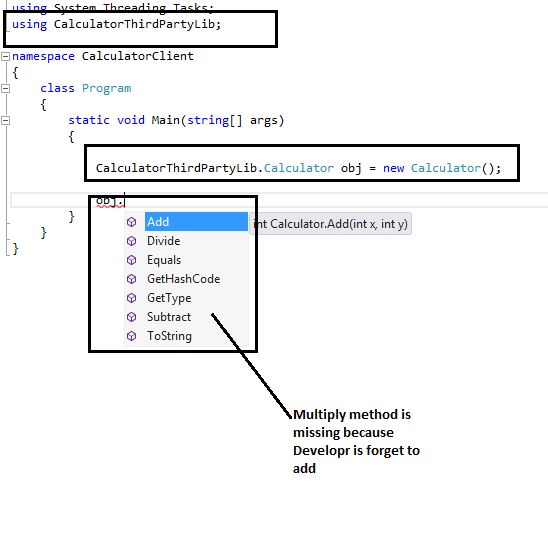 using System.Threading.Tasks;
using CalculatorThirdPartyLib;
namespace CalculatorClient
{
class Program
{
static void Main(string[] args)
{
CalculatorThirdPartyLib.Calculator obj = new Calculator();
obj.
}
}
}
Add
int Calculator.Add(int x, int y)
Divide
Equals
GetHashCode
GetType
Subtract
ToString
Multiply method is
missing because
Developr is forget to
add